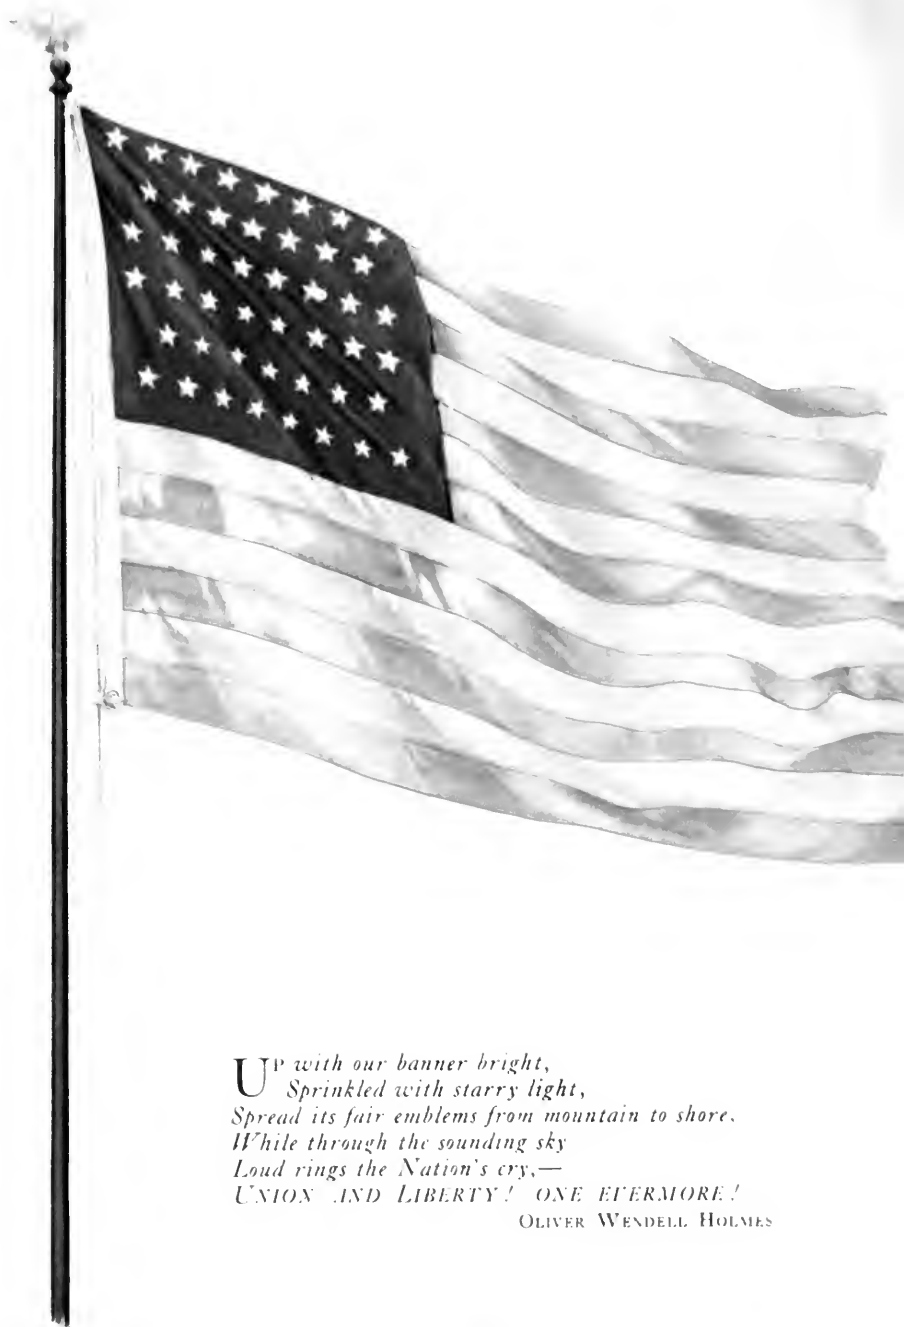 UP with our banner bright,
Sprinkled with starry light,
Spread its fair emblems from mountain to shore.
While through the sounding sky
Loud rings the Nation's cry,—
UNION AND LIBERTY! ONE EVERMORE!
OLIVER WENDELL HOLMES